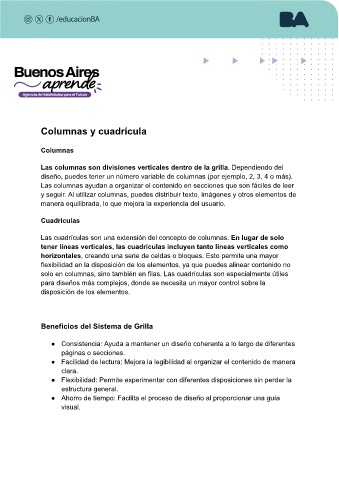 /educacionBA
BA
Buenos Aires
aprende
Agencia de Habilidades para el Futuro
Columnas y cuadrícula
Columnas
Las columnas son divisiones verticales dentro de la grilla. Dependiendo del
diseño, puedes tener un número variable de columnas (por ejemplo, 2, 3, 4 o más).
Las columnas ayudan a organizar el contenido en secciones que son fáciles de leer
y seguir. Al utilizar columnas, puedes distribuir texto, imágenes y otros elementos de
manera equilibrada, lo que mejora la experiencia del usuario.
Cuadrículas
Las cuadrículas son una extensión del concepto de columnas. En lugar de solo
tener líneas verticales, las cuadrículas incluyen tanto líneas verticales como
horizontales, creando una serie de celdas o bloques. Esto permite una mayor
flexibilidad en la disposición de los elementos, ya que puedes alinear contenido no
solo en columnas, sino también en filas. Las cuadrículas son especialmente útiles
para diseños más complejos, donde se necesita un mayor control sobre la
disposición de los elementos.
Beneficios del Sistema de Grilla
● Consistencia: Ayuda a mantener un diseño coherente a lo largo de diferentes
páginas o secciones.
● Facilidad de lectura: Mejora la legibilidad al organizar el contenido de manera
clara.
● Flexibilidad: Permite experimentar con diferentes disposiciones sin perder la
estructura general.
● Ahorro de tiempo: Facilita el proceso de diseño al proporcionar una guía
visual.